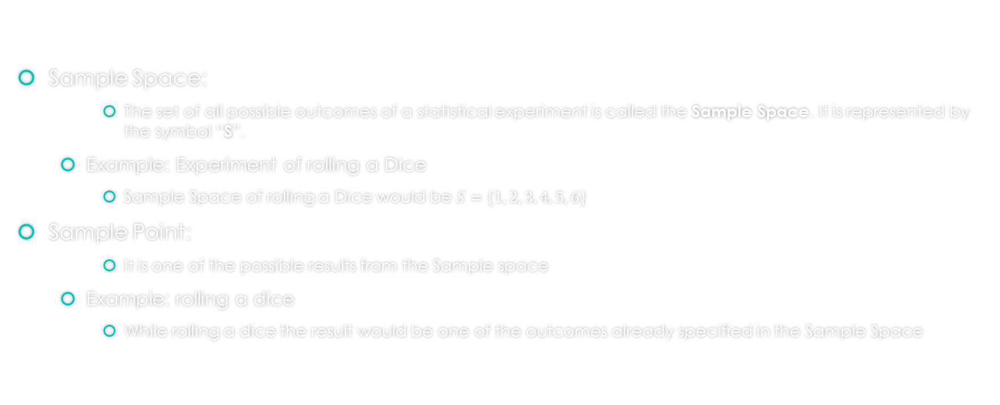 Sample Space:
The set of all possible outcomes of a statistical experiment is called the Sample Space. It is represented by
the symbol “S”.
Example: Experiment of rolling a Dice
Sample Space of rolling a Dice would be S = {1, 2, 3, 4, 5, 6}
Sample Point:
It is one of the possible results from the Sample space
Example: rolling a dice
While rolling a dice the result would be one of the outcomes already specified in the Sample Space